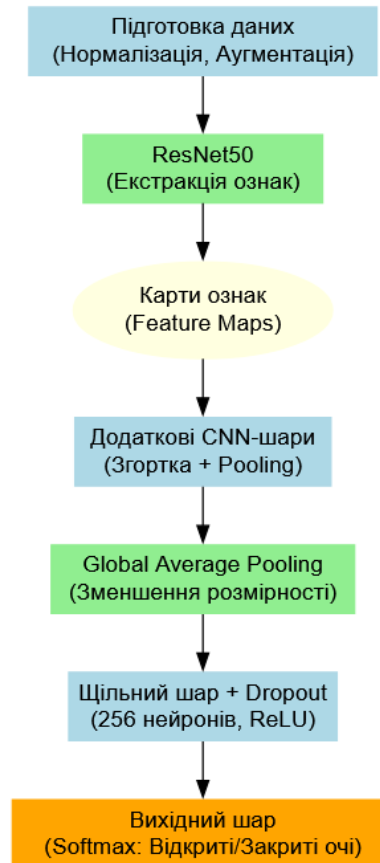 Підготовка даних
(Нормалізація, Аугментація)
ResNet50
(Екстракція ознак)
Карти ознак
(Feature Maps)
Додаткові CNN-шари
(Згортка + Pooling)
Global Average Pooling
(Зменшення розмірності)
Щільний шар + Dropout
(256 нейронів, ReLU)
Вихідний шар
(Softmax: Відкриті/Закриті очі)